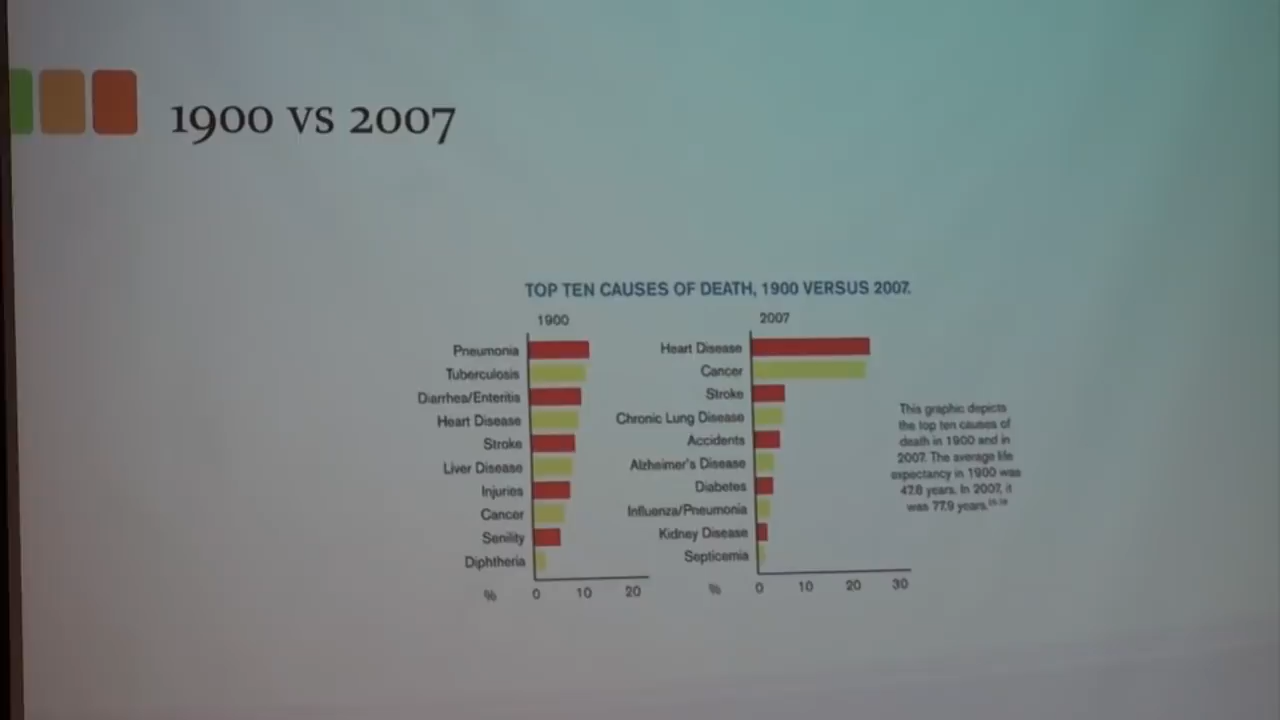 1900 vs 2007
TOP TEN CAUSES OF DEATH, 1900 VERSUS 2007.
1900
Pneumonia
Tuberculosis
Diarrhea/Enteritis
Heart Disease
Stroke
Liver Disease
Injuries
Cancer
Senility
Diphtheria
% 0 10 20
2007
Heart Disease
Cancer
Stroke
Chronic Lung Disease
Accidents
Alzheimer's Disease
Diabetes
Influenza/Pneumonia
Kidney Disease
Septicemia
% 0 10 20 30
This graphic depicts
the top ten causes of
death in 1900 and in
2007. The average life
expectancy in 1900 was
47.8 years. In 2007, it
was 77.9 years.